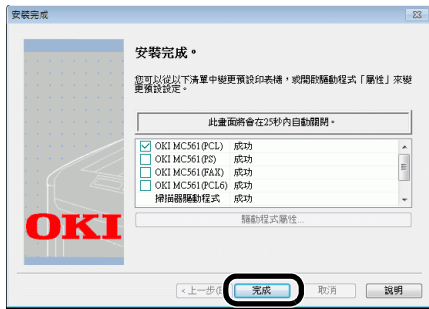 安裝完成
安裝完成。
您可以從以下清單中變更預設印表機，或開啟驅動程式「屬性」來變
更預設設定。
此畫面將會在25秒內自動關閉。
OKI MC561(PCL) 成功
OKI MC561(PS) 成功
OKI MC561(FAX) 成功
OKI MC561(PCL6) 成功
掃描器驅動程式 成功
OKI
驅動程式屬性...
<上一步(B
完成
取消
說明